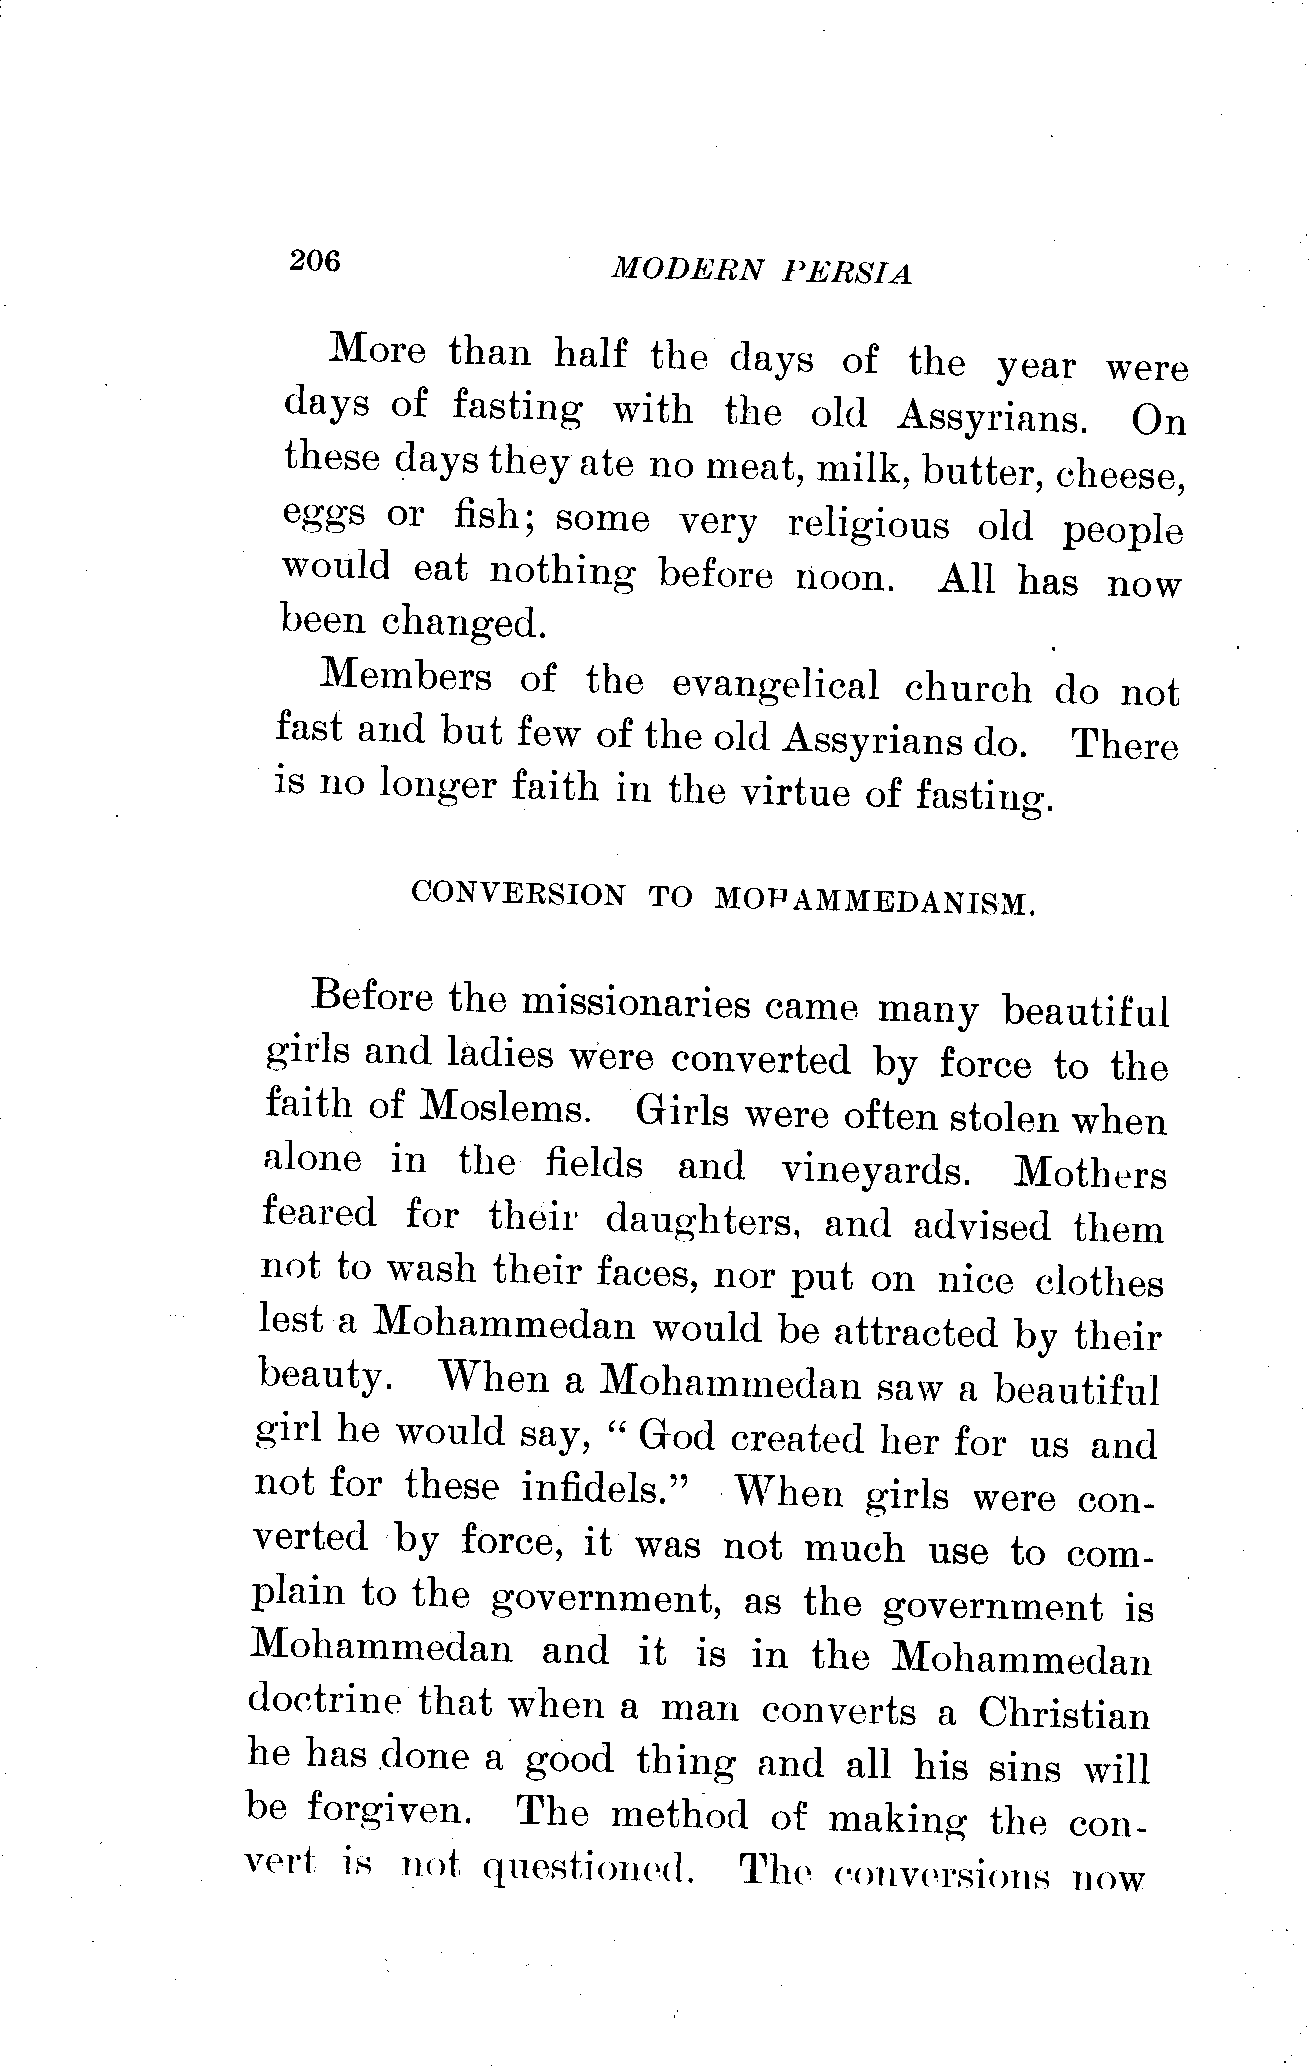 206 MODERN PERSIA
More than half the days of the year were
days of fasting with the old Assyrians. On
these days they ate no meat, milk, butter, cheese,
eggs or fish; some very religious old people
would eat nothing before noon. All has now
been changed.
Members of the evangelical church do not
fast and but few of the old Assyrians do. There
is no longer faith in the virtue of fasting.
CONVERSION TO MOHAMMEDANISM.
Before the missionaries came many beautiful
girls and ladies were converted by force to the
faith of Moslems. Girls were often stolen when
alone in the fields and vineyards. Mothers
feared for their daughters, and advised them
not to wash their faces, nor put on nice clothes
lest a Mohammedan would be attracted by their
beauty. When a Mohammedan saw a beautiful
girl he would say, “ God created her for us and
not for these infidels.” When girls were con-
verted by force, it was not much use to com-
plain to the government, as the government is
Mohammedan and it is in the Mohammedan
doctrine that when a man converts a Christian
he has done a good thing and all his sins will
be forgiven. The method of making the con-
vert is not questioned. The conversions now